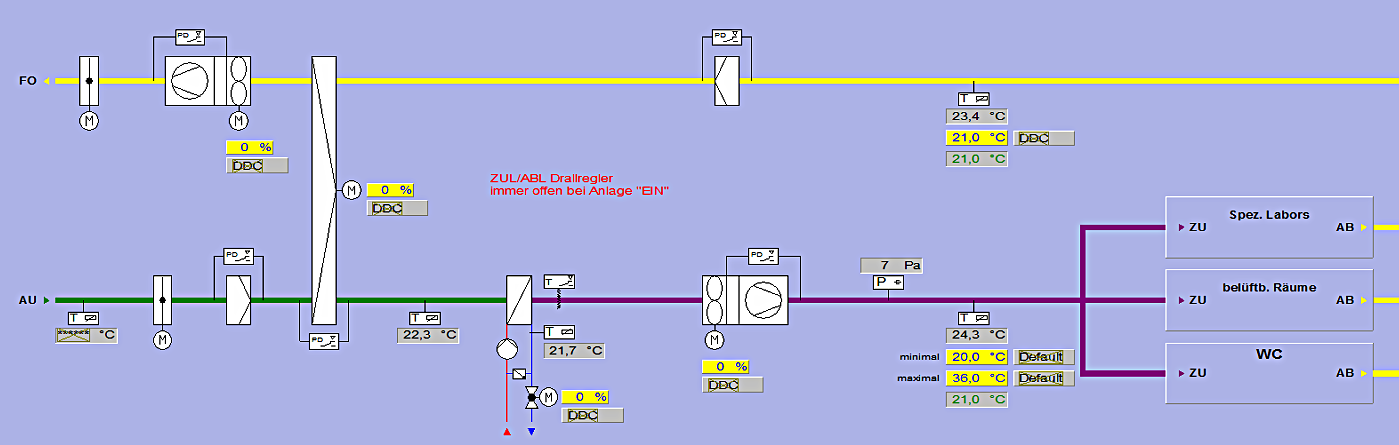 PD
PD
FO
T
M
M
23,4 °C
21,0 °C DDC
0 %
21,0 °C
DDC
ZUL/ABL Drallregler
immer offen bei Anlage "EIN"
M
0 %
DDC
Spez. Labors
ZU AB
PD
PD
7 Pa
T
P
belüftb. Räume
AU
ZU AB
T
T
T
****** °C
22,3 °C
T
24,3 °C
M
PD
21,7 °C
M
minimal 20,0 °C Default
WC
0 %
ZU AB
maximal 36,0 °C Default
DDC
M
0 %
21,0 °C
DDC